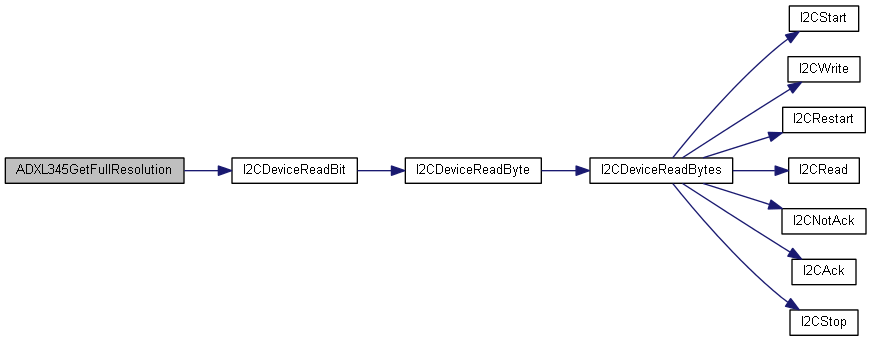 ADXL345GetFullResolution
I2CDeviceReadBit
I2CDeviceReadByte
I2CDeviceReadBytes
I2CStart
I2CWrite
I2CRestart
I2CRead
I2CNotAck
I2CAck
I2CStop